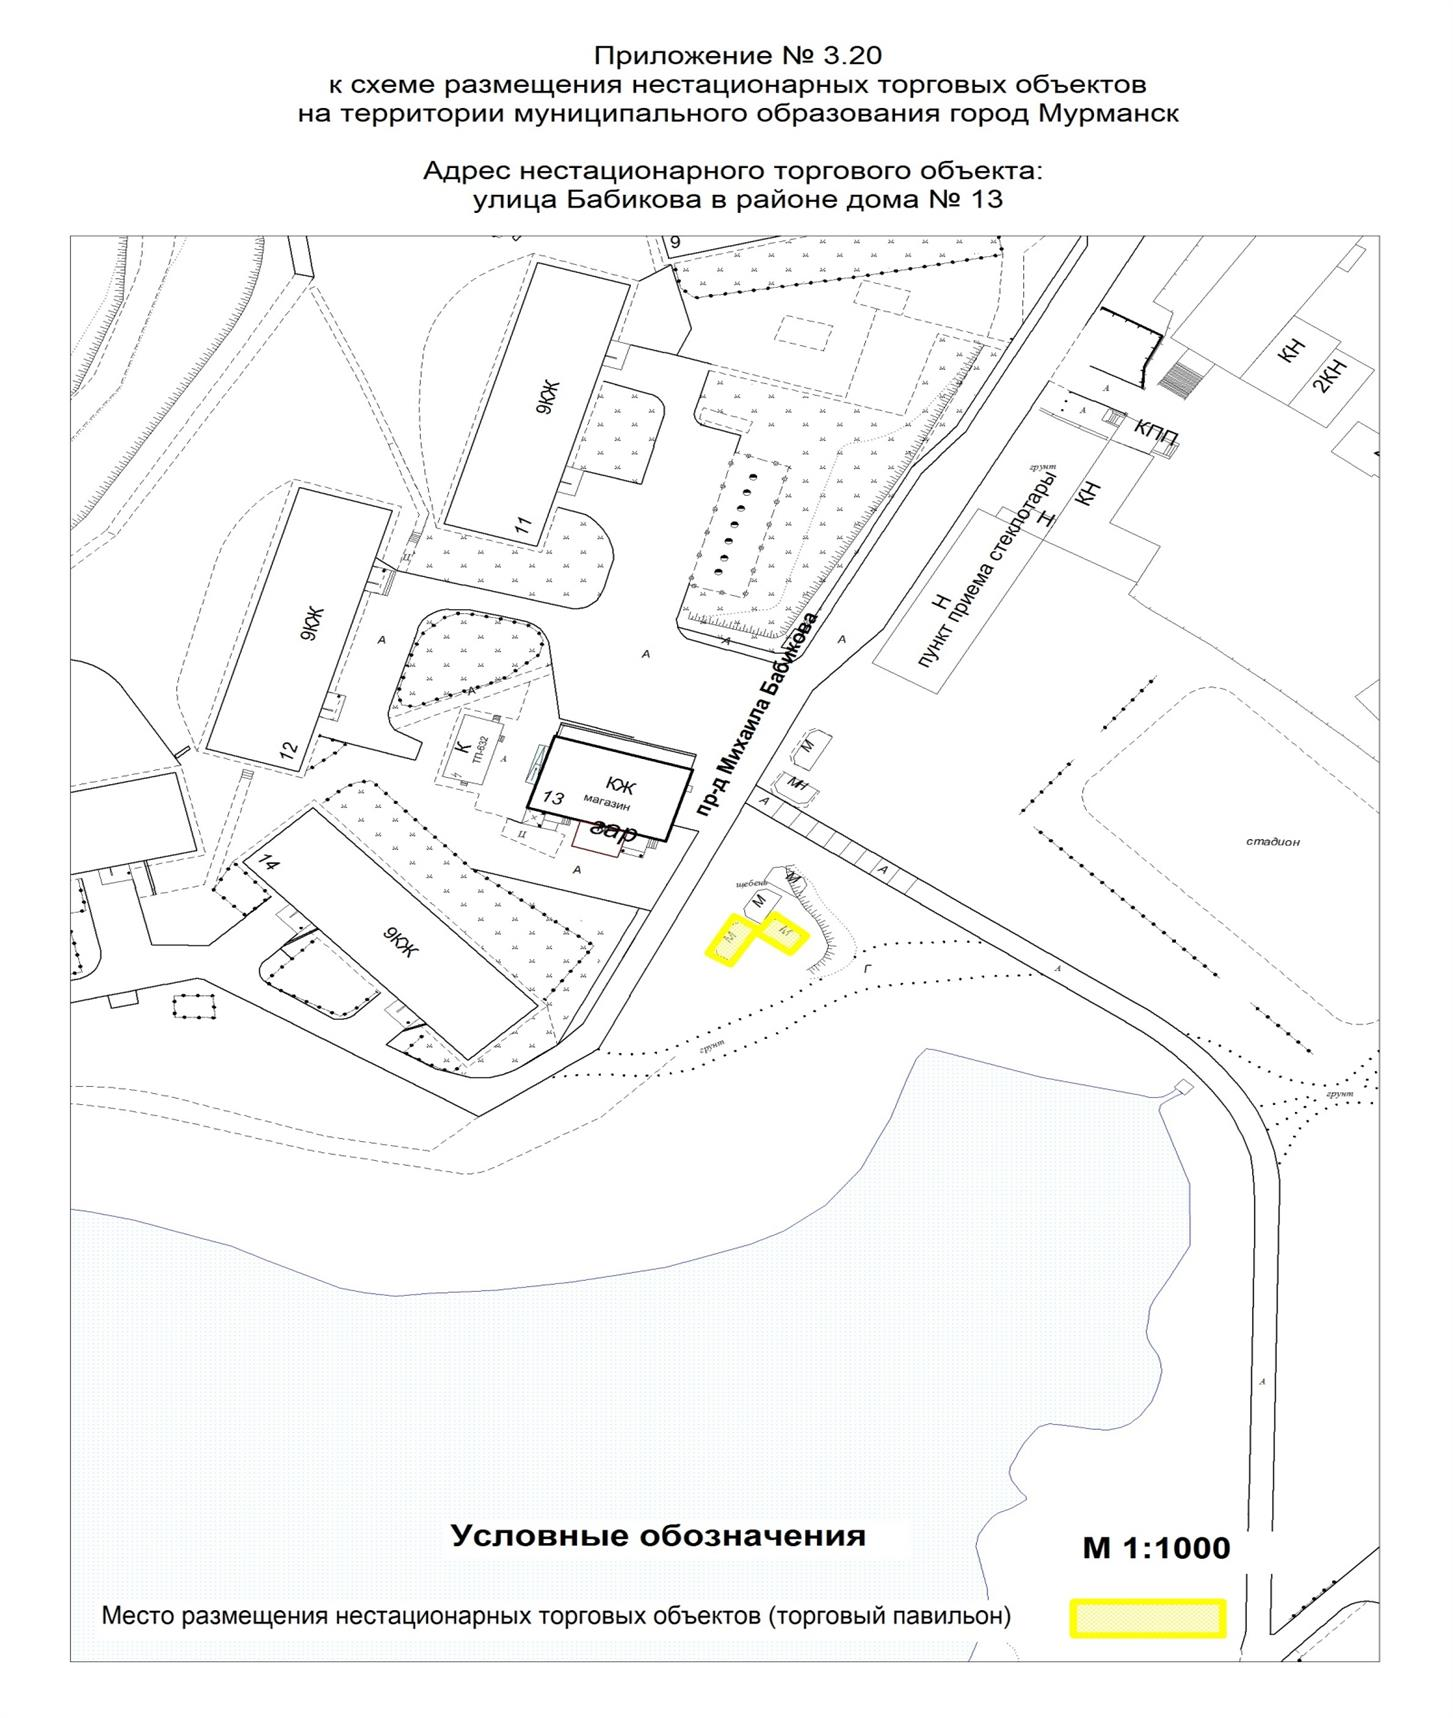 Приложение № 3.20
к схеме размещения нестационарных торговых объектов
на территории муниципального образования город Мурманск
Адрес нестационарного торгового объекта:
улица Бабикова в районе дома № 13
9
КН
2КН
9КЖ
А
А
КПП
грунт
КН
Н
11
Ц
Н
пункт приема стеклотары
9КЖ
А
А
А
А
пр-д Михаила Бабикова
А
12
К
ТП-632
А
М
МН
КЖ
магазин
13
зар
А
Ц
стадион
14
А
А
М
щебень
М
9КЖ
М
М
Г
А
грунт
грунт
А
Условные обозначения
М 1:1000
Место размещения нестационарных торговых объектов (торговый павильон)